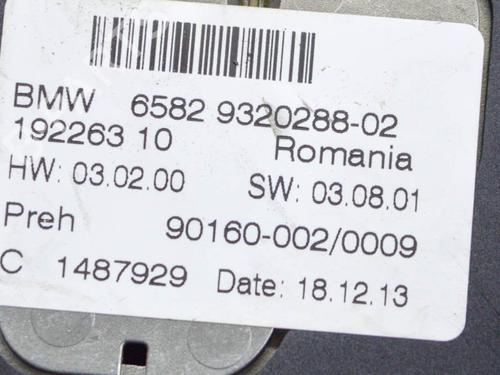 BMW 6582 9320288-02
192263 10 Romania
HW: 03.02.00 SW: 03.08.01
Preh 90160-002/0009
C 1487929 Date: 18.12.13